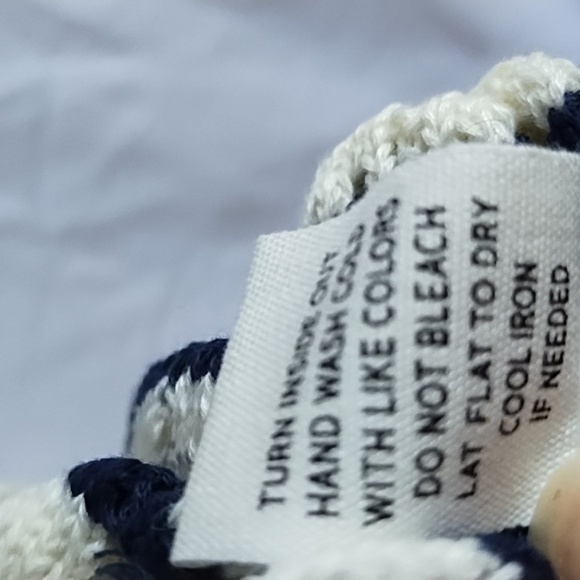 TURN INSIDE OUT
HAND WASH COLD
WITH LIKE COLORS
DO NOT BLEACH
LAT FLAT TO DRY
COOL IRON
IF NEEDED